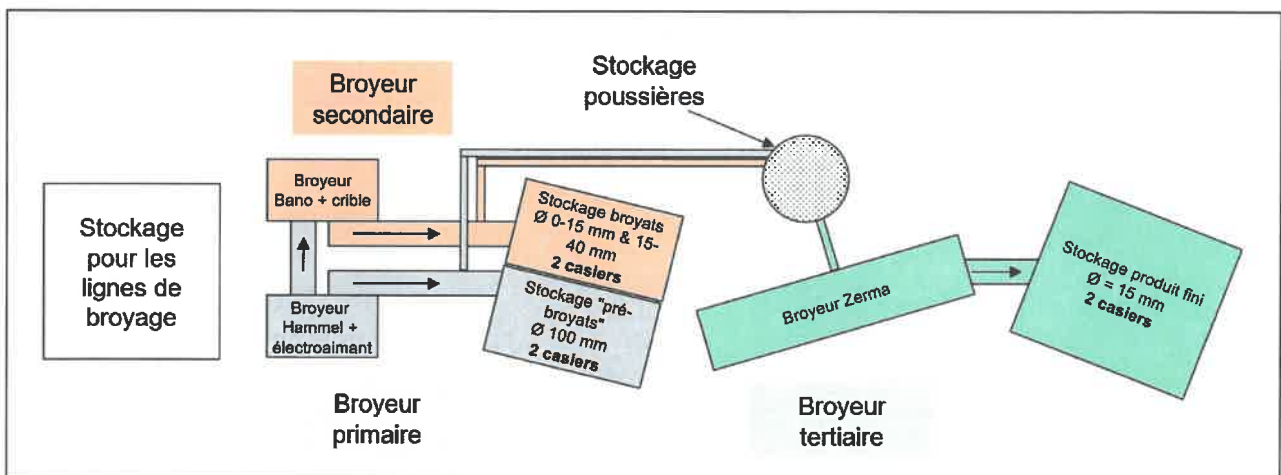 Broyeur
secondaire
Stockage
poussières
Stockage
pour les
lignes de
broyage
Broyeur
Bano + crible
Broyeur
Hammel +
électroaimant
Stockage broyats
Ø 0-15 mm & 15-
40 mm
2 casiers
Stockage "pré-
broyats"
Ø 100 mm
2 casiers
Broyeur Zerma
Stockage produit fini
Ø = 15 mm
2 casiers
Broyeur
primaire
Broyeur
tertiaire